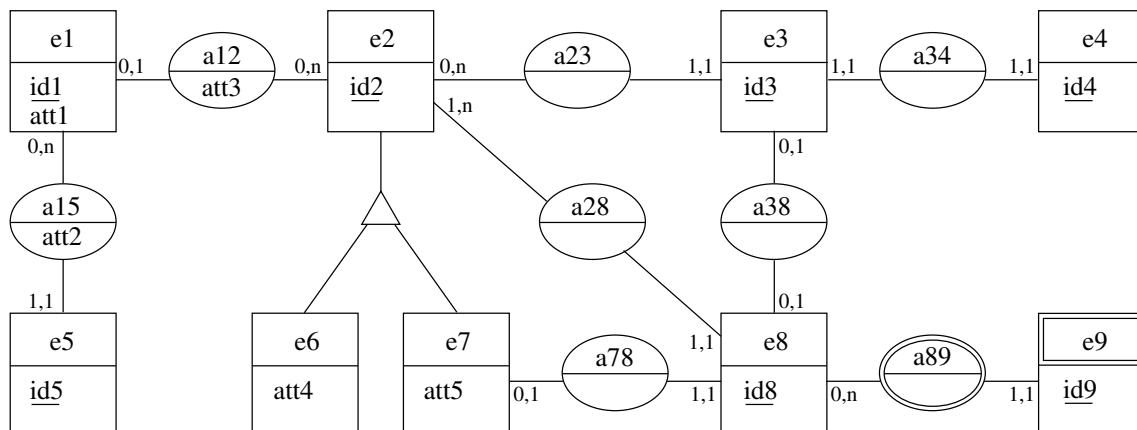 e1
id1
att1
0,1
a12
att3
0,n
e2
id2
0,n
a23
1,1
e3
id3
1,1
a34
1,1
e4
id4
0,n
1,n
0,1
a15
att2
a28
a38
1,1
1,1
0,1
e5
id5
e6
att4
e7
att5
0,1
a78
1,1
e8
id8
0,n
a89
1,1
e9
id9